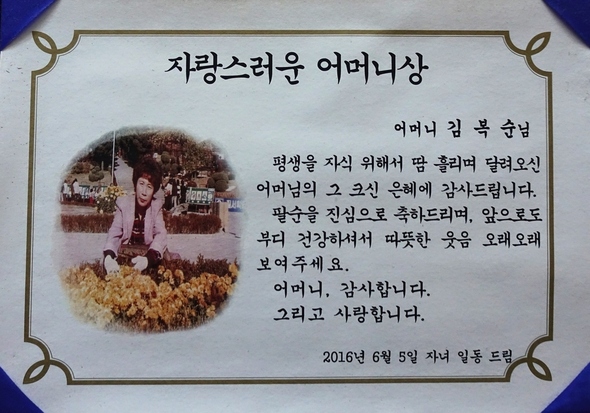 자랑스러운 어머니상
어머니 김 복 순님
평생을 자식 위해서 땀 흘리며 달려오신
어머님의 그 크신 은혜에 감사드립니다.
팔순을 진심으로 축하드리며, 앞으로도
부디 건강하셔서 따뜻한 웃음 오래오래
보여주세요.
어머니, 감사합니다.
그리고 사랑합니다.
2016년 6월 5일 자녀 일동 드림